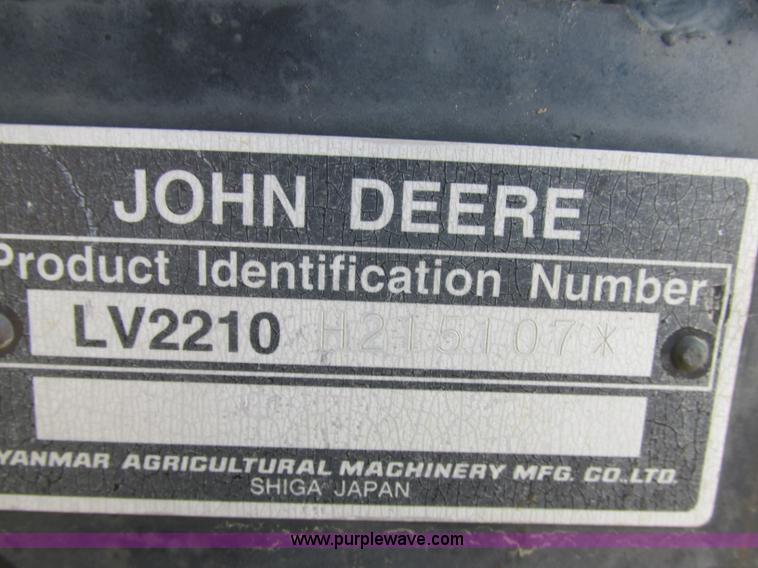 JOHN DEERE
Product Identification Number
LV2210 H215107*
YANMAR AGRICULTURAL MACHINERY MFG. CO.,LTD.
SHIGA JAPAN
www.purplewave.com